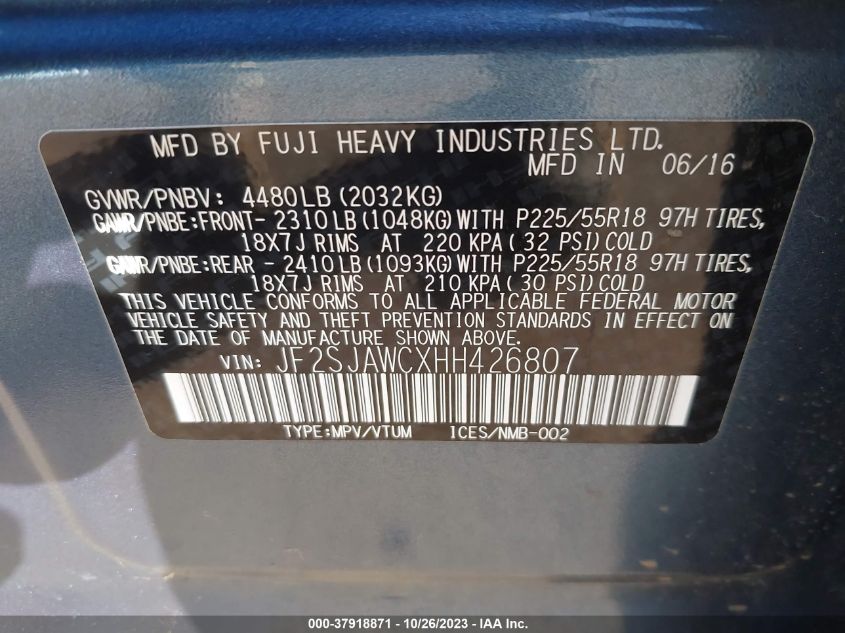 MFD BY FUJI HEAVY INDUSTRIES LTD.
MFD IN 06/16
GVWR/PNBV: 4480LB (2032KG)
GAWR/PNBE:FRONT- 2310LB(1048KG)WITH P225/55R18 97H TIRES,
18X7J RIMS AT 220 KPA( 32 PSI)COLD
GAWR/PNBE:REAR - 2410LB(1093KG)WITH P225/55R18 97H TIRES,
18X7J RIMS AT 210 KPA( 30 PSI)COLD
THIS VEHICLE CONFORMS TO ALL APPLICABLE FEDERAL MOTOR
VEHICLE SAFETY AND THEFT PREVENTION STANDARDS IN EFFECT ON
THE DATE OF MANUFACTURE SHOWN ABOVE.
VIN: JF2SJAWCXHH426807
TYPE:MPV/VTUM ICES/NMB-002
000-37918871 - 10/26/2023 - IAA Inc.